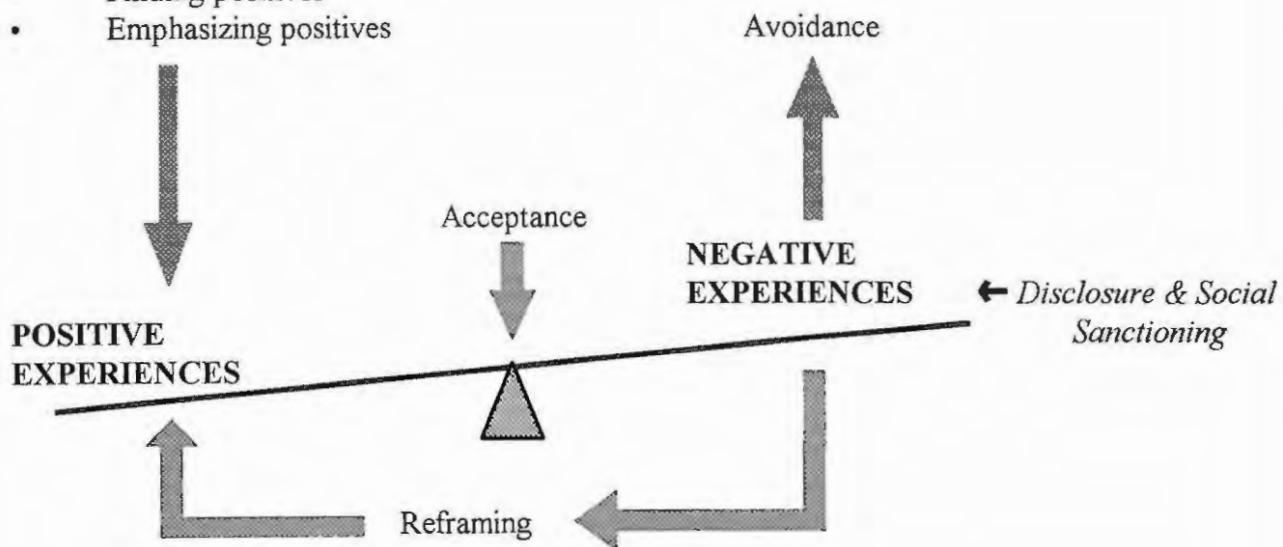 • Emphasizing positives
Avoidance
Acceptance
NEGATIVE
EXPERIENCES
← Disclosure & Social
Sanctioning
POSITIVE
EXPERIENCES
Reframing